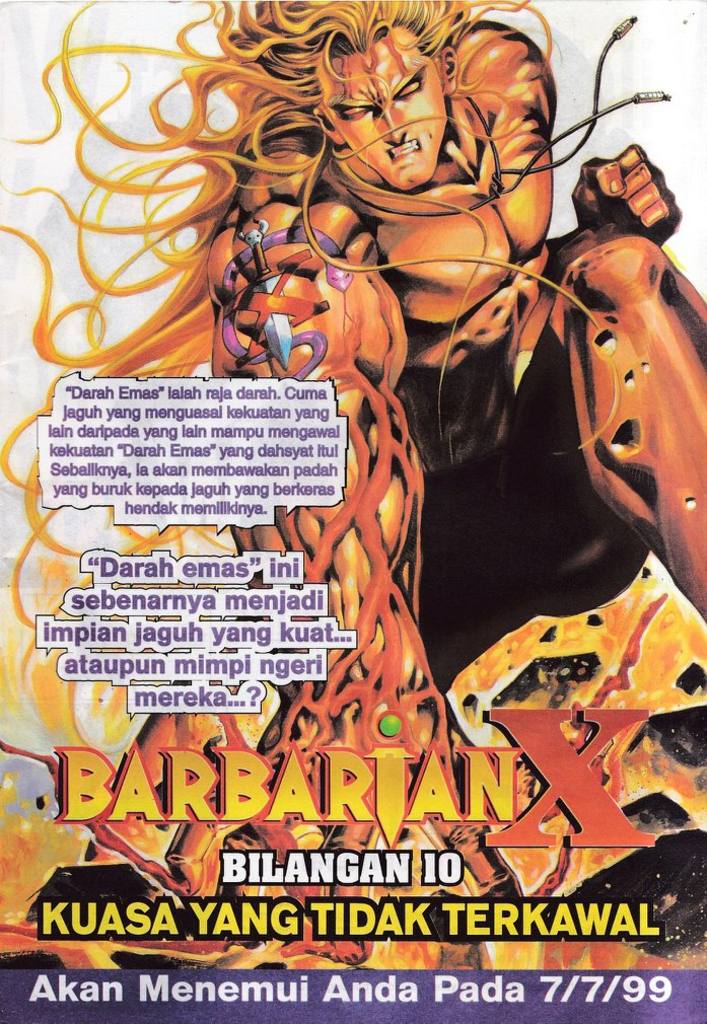 "Darah Emas" ialah raja darah. Cuma
jaguh yang menguasai kekuatan yang
lain daripada yang lain mampu mengawal
kekuatan "Darah Emas" yang dahsyat itu!
Sebaliknya, ia akan membawakan padah
yang buruk kepada jaguh yang berkeras
hendak memilikinya.
"Darah emas" ini
sebenarnya menjadi
impian jaguh yang kuat...
ataupun mimpi ngeri
mereka...?
BARBARIAN X
BILANGAN 10
KUASA YANG TIDAK TERKAWAL
Akan Menemui Anda Pada 7/7/99